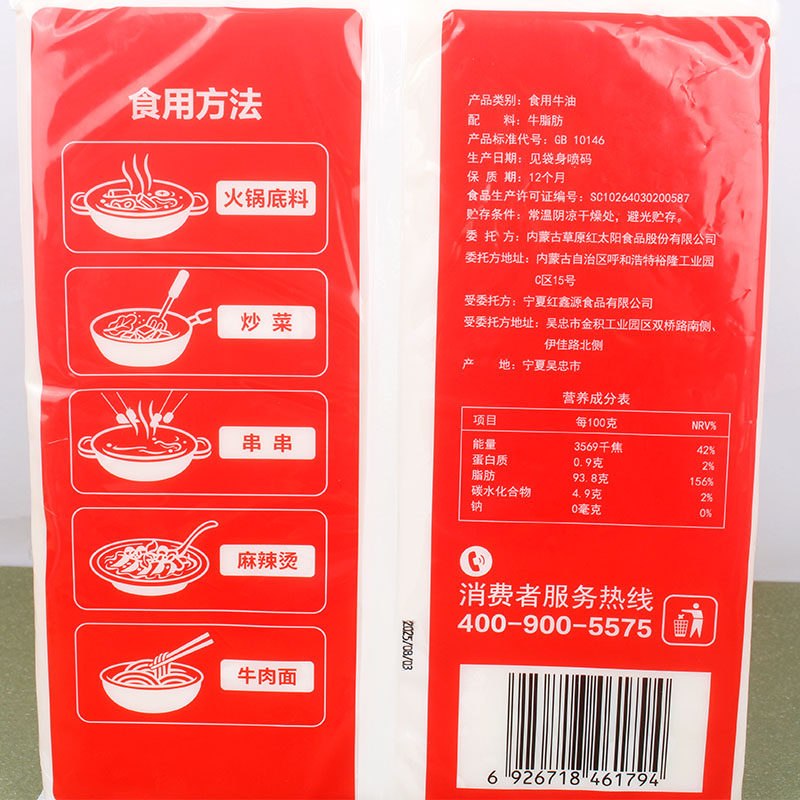 食用方法
火锅底料
炒菜
串串
麻辣烫
牛肉面
产品类别：食用牛油
配 料：牛脂肪
产品标准代号：GB 10146
生产日期：见袋身喷码
保 质 期：12个月
食品生产许可证编号：SC10264030200587
贮存条件：常温阴凉干燥处，避光贮存。
委 托 方：内蒙古草原红太阳食品股份有限公司
委托方地址：内蒙古自治区呼和浩特裕隆工业园
C区15号
受委托方：宁夏红鑫源食品有限公司
受委托方地址：吴忠市金积工业园区双桥路南侧、
伊佳路北侧
产 地：宁夏吴忠市
营养成分表
项目 每100克 NRV%
能量 3569千焦 42%
蛋白质 0.9克 2%
脂肪 93.8克 156%
碳水化合物 4.9克 2%
钠 0毫克 0%
消费者服务热线
400-900-5575
2025/08/03
6 926718 461794